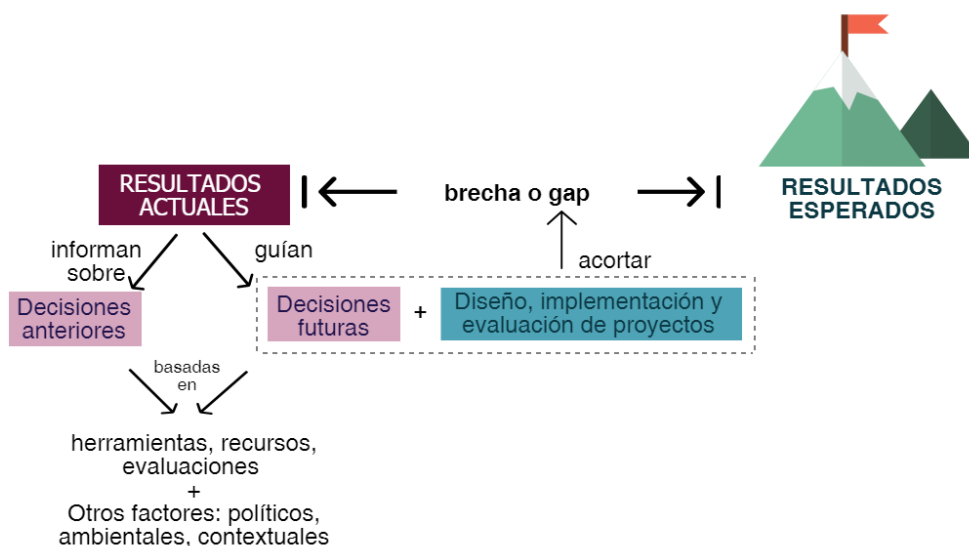 RESULTADOS
ACTUALES
brecha o gap
RESULTADOS
ESPERADOS
informan
sobre
guían
acortar
Decisiones
anteriores
Decisiones
futuras
+
Diseño, implementación y
evaluación de proyectos
basadas
en
herramientas, recursos,
evaluaciones
+
Otros factores: políticos,
ambientales, contextuales